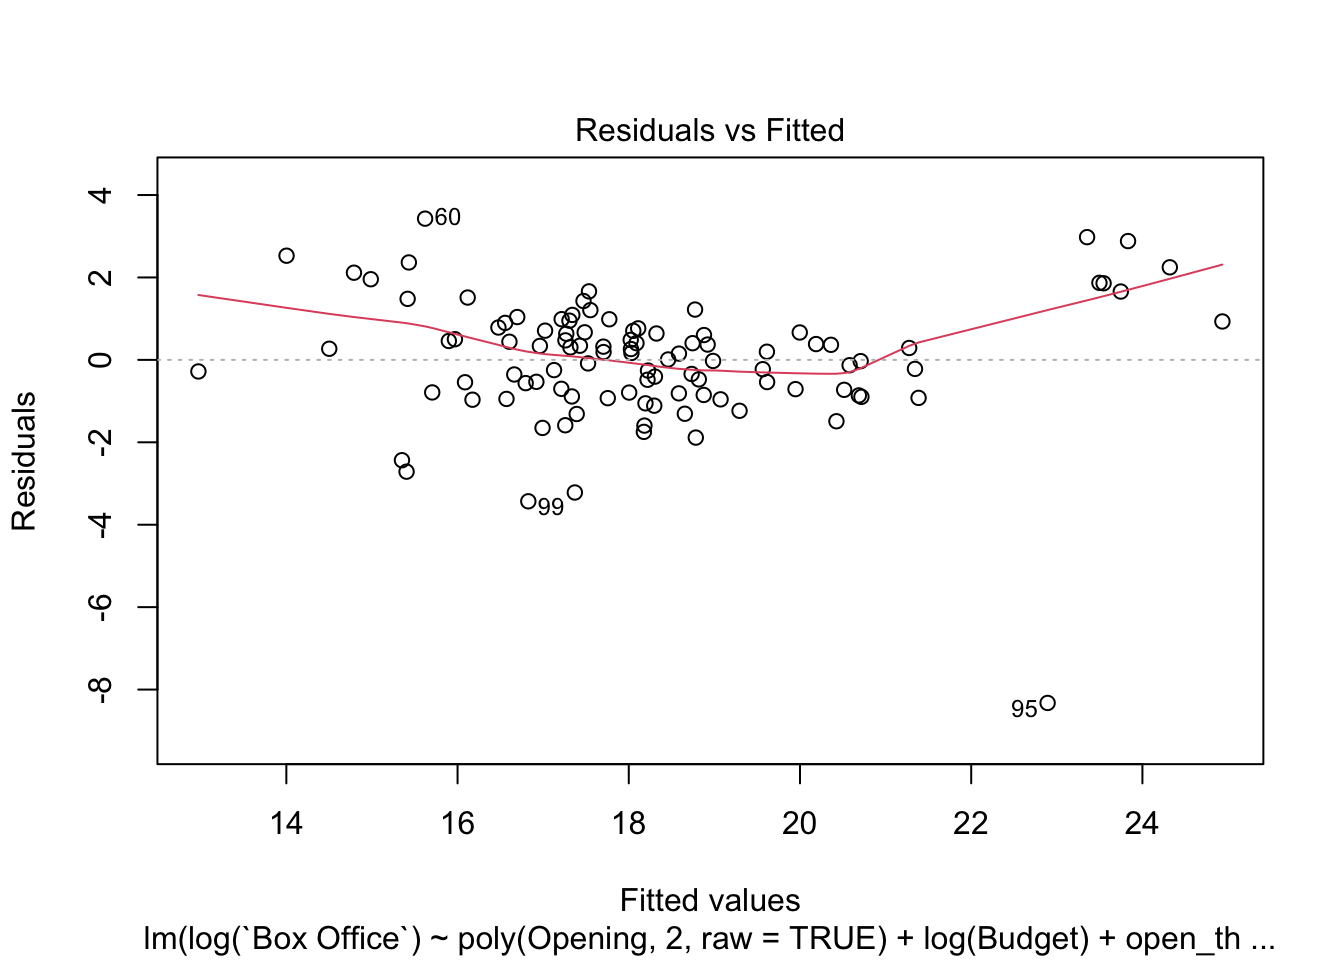 Residuals vs Fitted
Residuals
4
2
0
-2
-4
-6
-8
60
99
95
14 16 18 20 22 24
Fitted values
lm(log(`Box Office`) ~ poly(Opening, 2, raw = TRUE) + log(Budget) + open_th ...